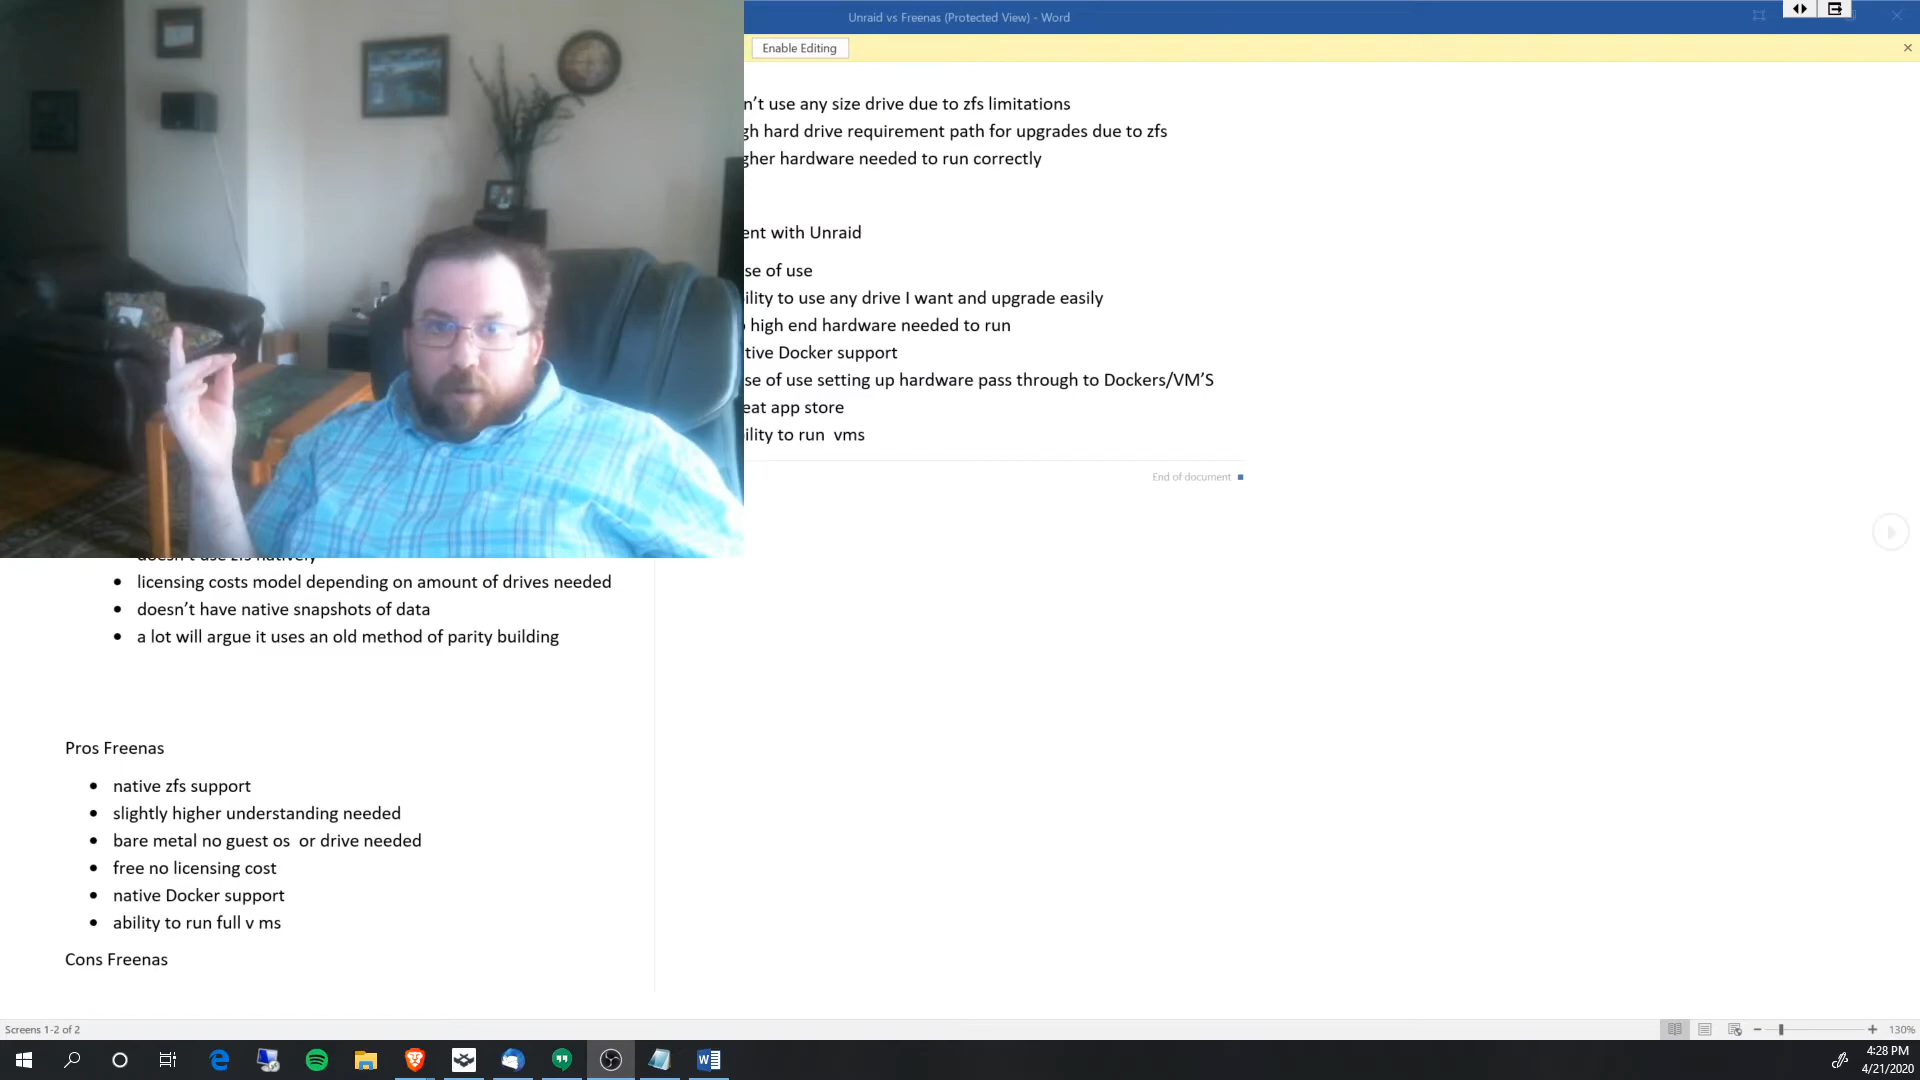 Unraid vs Freenas (Protected View) - Word
Enable Editing
n’t use any size drive due to zfs limitations
gh hard drive requirement path for upgrades due to zfs
gher hardware needed to run correctly
ent with Unraid
se of use
ility to use any drive I want and upgrade easily
high end hardware needed to run
tive Docker support
se of use setting up hardware pass through to Dockers/VM’S
eat app store
ility to run vms
End of document
doesn’t use zfs natively
licensing costs model depending on amount of drives needed
doesn’t have native snapshots of data
a lot will argue it uses an old method of parity building
Pros Freenas
native zfs support
slightly higher understanding needed
bare metal no guest os or drive needed
free no licensing cost
native Docker support
ability to run full v ms
Cons Freenas
Screens 1-2 of 2
130%
4:28 PM
4/21/2020